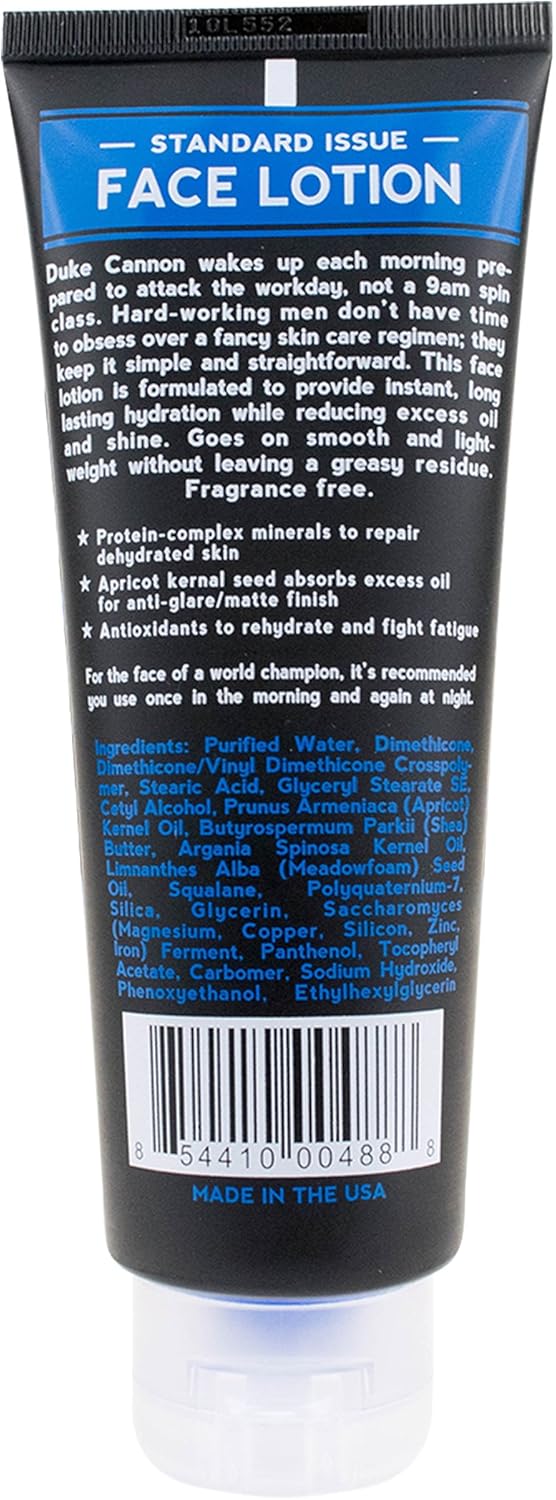 10L552
— STANDARD ISSUE —
FACE LOTION
Duke Cannon wakes up each morning pre-
pared to attack the workday, not a 9am spin
class. Hard-working men don't have time
to obsess over a fancy skin care regimen; they
keep it simple and straightforward. This face
lotion is formulated to provide instant, long
lasting hydration while reducing excess oil
and shine. Goes on smooth and light-
weight without leaving a greasy residue.
Fragrance free.
★ Protein-complex minerals to repair
dehydrated skin
★ Apricot kernal seed absorbs excess oil
for anti-glare/matte finish
★ Antioxidants to rehydrate and fight fatigue
For the face of a world champion, it's recommended
you use once in the morning and again at night.
Ingredients: Purified Water, Dimethicone,
Dimethicone/Vinyl Dimethicone Crosspoly-
mer, Stearic Acid, Glyceryl Stearate SE,
Cetyl Alcohol, Prunus Armeniaca (Apricot)
Kernel Oil, Butyrospermum Parkii (Shea)
Butter, Argania Spinosa Kernel Oil,
Limnanthes Alba (Meadowfoam) Seed
Oil, Squalane, Polyquaternium-7,
Silica, Glycerin, Saccharomyces
(Magnesium, Copper, Silicon, Zinc,
Iron) Ferment, Panthenol, Tocopheryl
Acetate, Carbomer, Sodium Hydroxide,
Phenoxyethanol, Ethylhexylglycerin
8 54410 00488 8
MADE IN THE USA